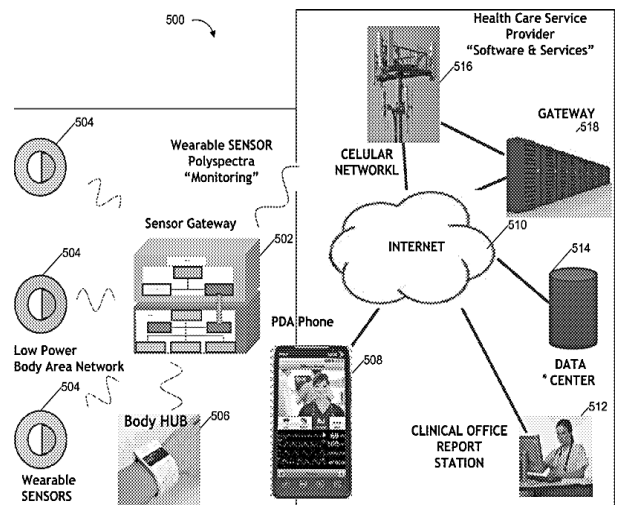 500
Health Care Service
Provider
"Software & Services"
516
504
GATEWAY
518
Wearable SENSOR
Polyspectra
"Monitoring"
CELULAR
NETWORKL
Sensor Gateway
502
504
INTERNET
510
514
PDA Phone
508
Low Power
Body Area Network
504
DATA
CENTER
Body HUB
506
CLINICAL OFFICE
REPORT
STATION
512
Wearable
SENSORS